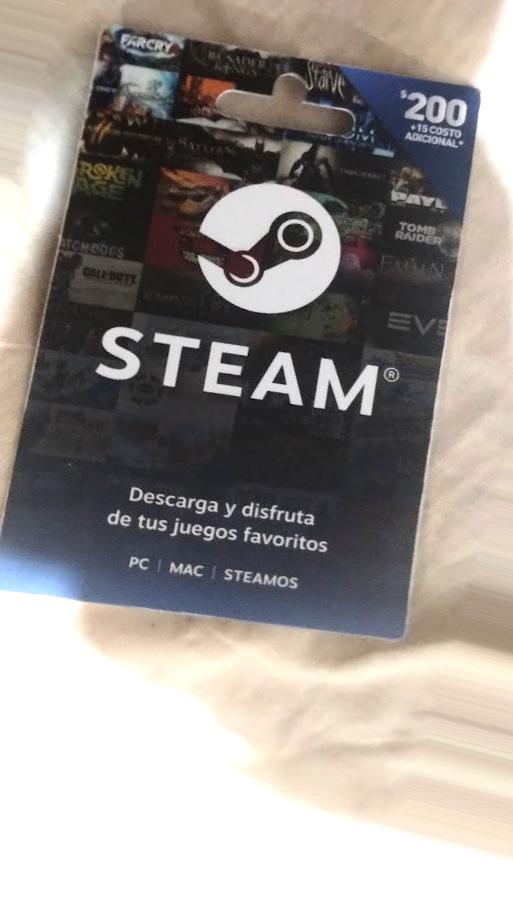 FARCRY
CRUSADER
KINGS
Starve
$200
+15 COSTO
ADICIONAL*
BROKEN
AGE
PAYD
TOMB
RAIDER
WATCH DOGS
CALL OF DUTY
EVE
STEAM®
Descarga y disfruta
de tus juegos favoritos
PC | MAC | STEAMOS